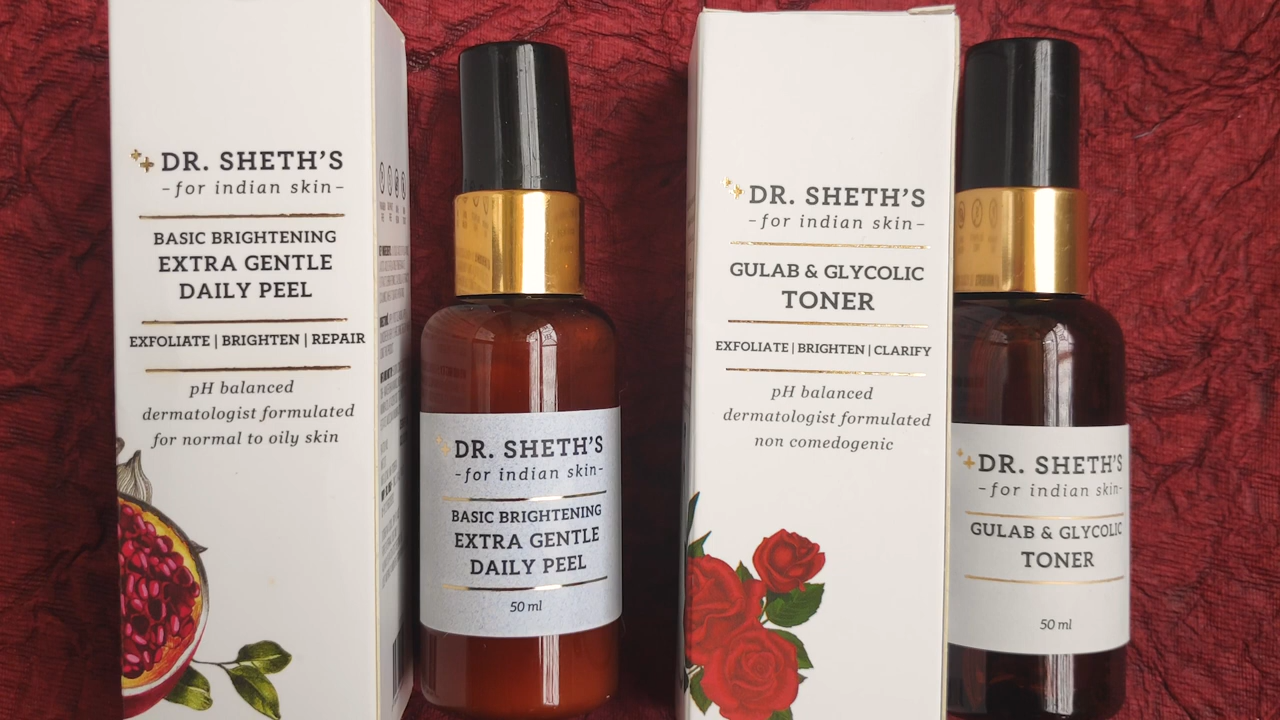 DR. SHETH'S
-for indian skin-
BASIC BRIGHTENING
EXTRA GENTLE
DAILY PEEL
EXFOLIATE | BRIGHTEN | REPAIR
pH balanced
dermatologist formulated
for normal to oily skin
DR. SHETH'S
-for indian skin-
BASIC BRIGHTENING
EXTRA GENTLE
DAILY PEEL
50 ml
DR. SHETH'S
-for indian skin-
GULAB & GLYCOLIC
TONER
EXFOLIATE | BRIGHTEN | CLARIFY
pH balanced
dermatologist formulated
non comedogenic
DR. SHETH'S
-for indian skin-
GULAB & GLYCOLIC
TONER
50 ml